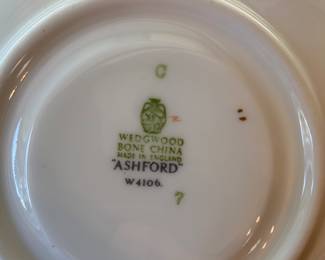 C
WEDGWOOD
BONE CHINA
MADE IN ENGLAND
"ASHFORD"
W4106.
7